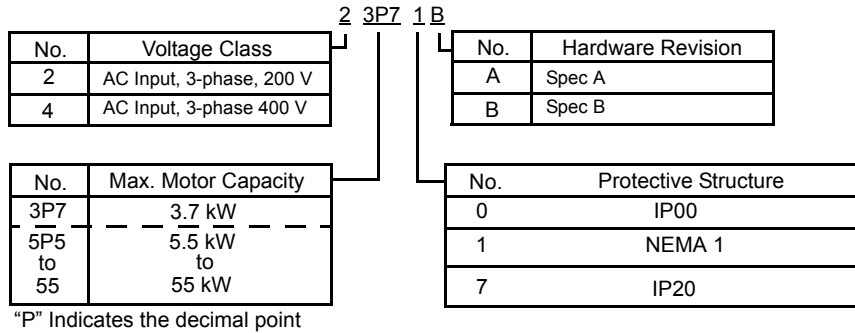 2 3P7 1 B
No. Voltage Class
2 AC Input, 3-phase, 200 V
4 AC Input, 3-phase 400 V
No. Hardware Revision
A Spec A
B Spec B
No. Max. Motor Capacity
3P7 3.7 kW
5P5 5.5 kW
to to
55 55 kW
“P” Indicates the decimal point
No. Protective Structure
0 IP00
1 NEMA 1
7 IP20